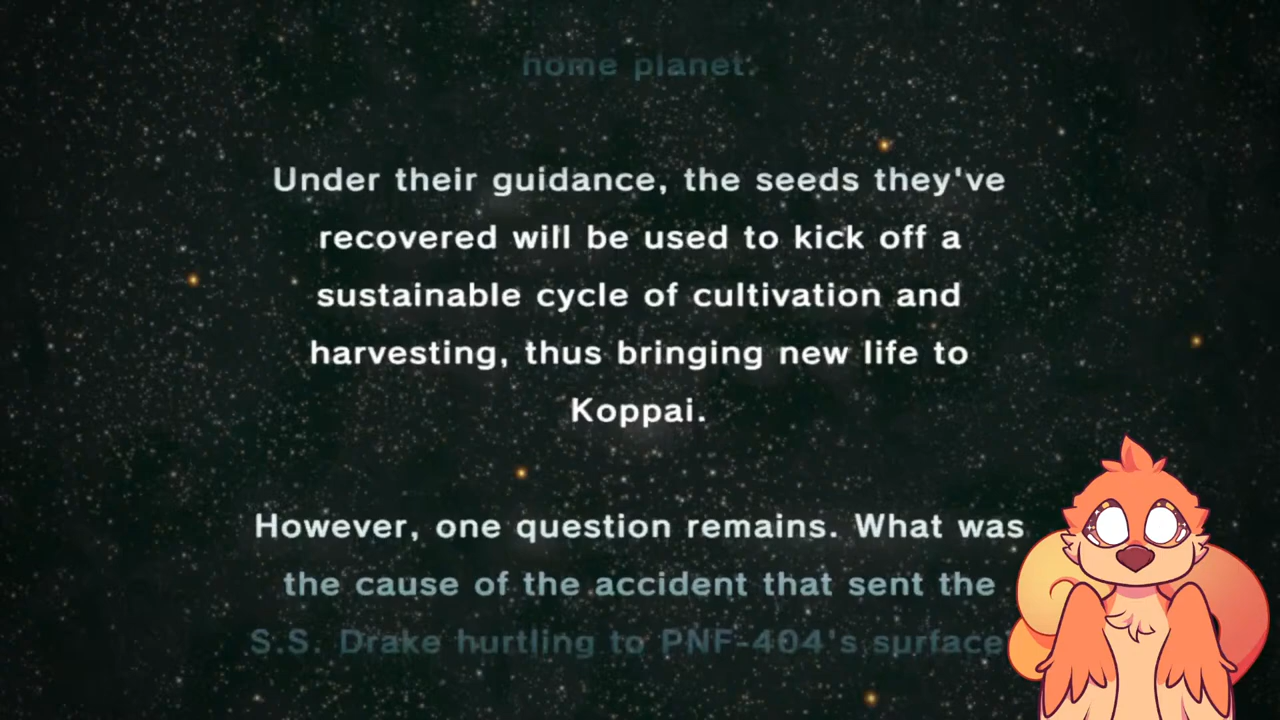 home planet.
Under their guidance, the seeds they've
recovered will be used to kick off a
sustainable cycle of cultivation and
harvesting, thus bringing new life to
Koppai.
However, one question remains. What was
the cause of the accident that sent the
S.S. Drake hurtling to PNF-404's surface?